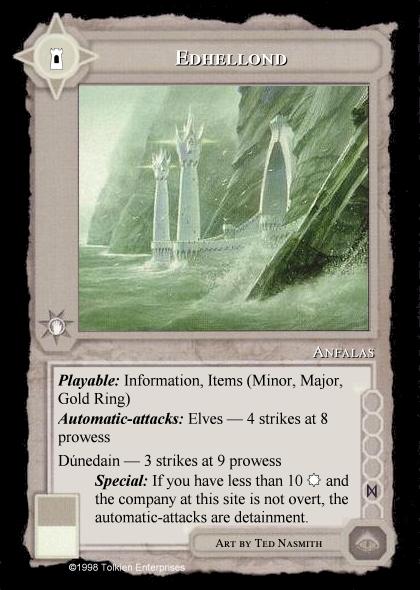 EDHELLOND
ANFALAS
Playable: Information, Items (Minor, Major,
Gold Ring)
Automatic-attacks: Elves — 4 strikes at 8
prowess
Dúnedain — 3 strikes at 9 prowess
Special: If you have less than 10 and
the company at this site is not overt, the
automatic-attacks are detainment.
ART BY TED NASMITH
©1998 Tolkien Enterprises